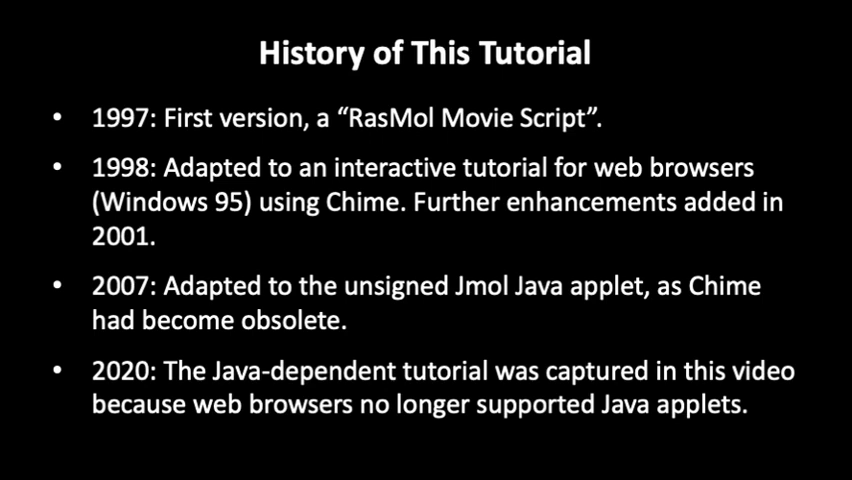 History of This Tutorial
• 1997: First version, a “RasMol Movie Script”.
• 1998: Adapted to an interactive tutorial for web browsers
(Windows 95) using Chime. Further enhancements added in
2001.
• 2007: Adapted to the unsigned Jmol Java applet, as Chime
had become obsolete.
• 2020: The Java-dependent tutorial was captured in this video
because web browsers no longer supported Java applets.